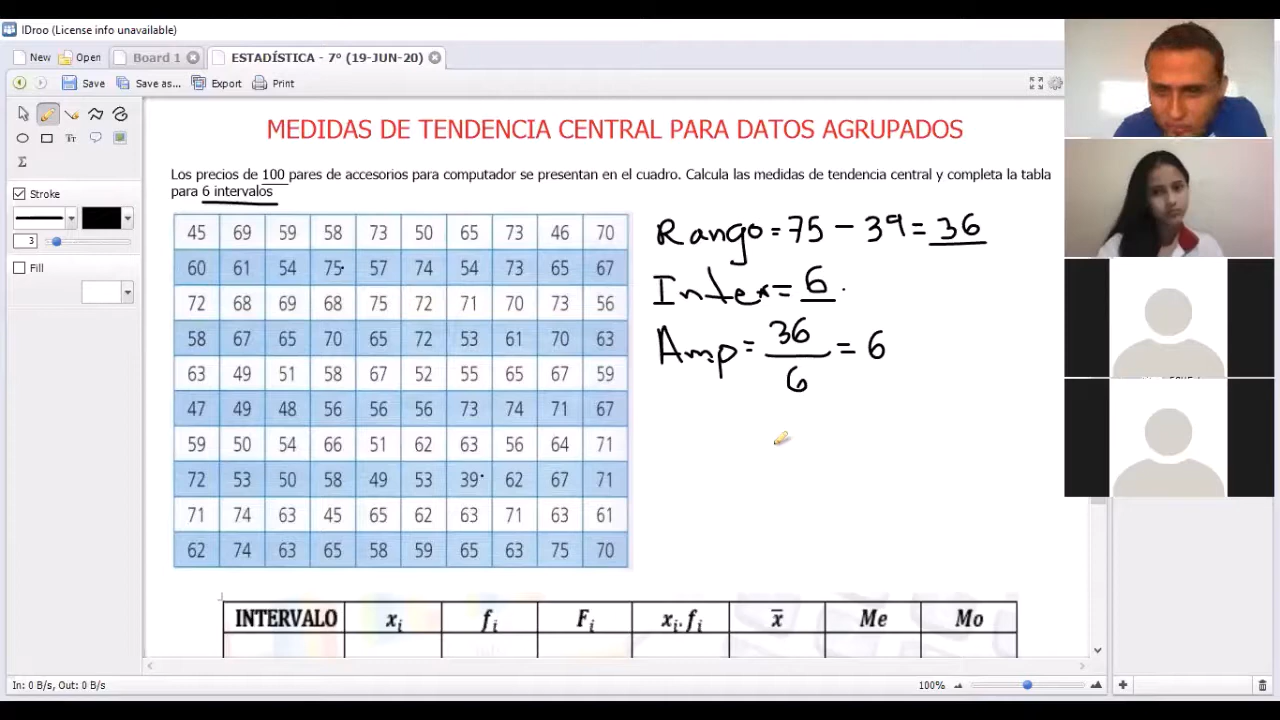 IDroo (License info unavailable)
New Open Board 1 ESTADÍSTICA - 7º (19-JUN-20)
Save Save as... Export Print
Stroke
3
Fill
MEDIDAS DE TENDENCIA CENTRAL PARA DATOS AGRUPADOS
Los precios de 100 pares de accesorios para computador se presentan en el cuadro. Calcula las medidas de tendencia central y completa la tabla
para 6 intervalos
45 69 59 58 73 50 65 73 46 70
60 61 54 75 57 74 54 73 65 67
72 68 69 68 75 72 71 70 73 56
58 67 65 70 65 72 53 61 70 63
63 49 51 58 67 52 55 65 67 59
47 49 48 56 56 56 73 74 71 67
59 50 54 66 51 62 63 56 64 71
72 53 50 58 49 53 39 62 67 71
71 74 63 45 65 62 63 71 63 61
62 74 63 65 58 59 65 63 75 70
Rango = 75 - 39 = 36
Inter = 6
Amp = 36/6 = 6
INTERVALO xi fi Fi xi.fi x̄ Me Mo
In: 0 B/s, Out: 0 B/s
100%